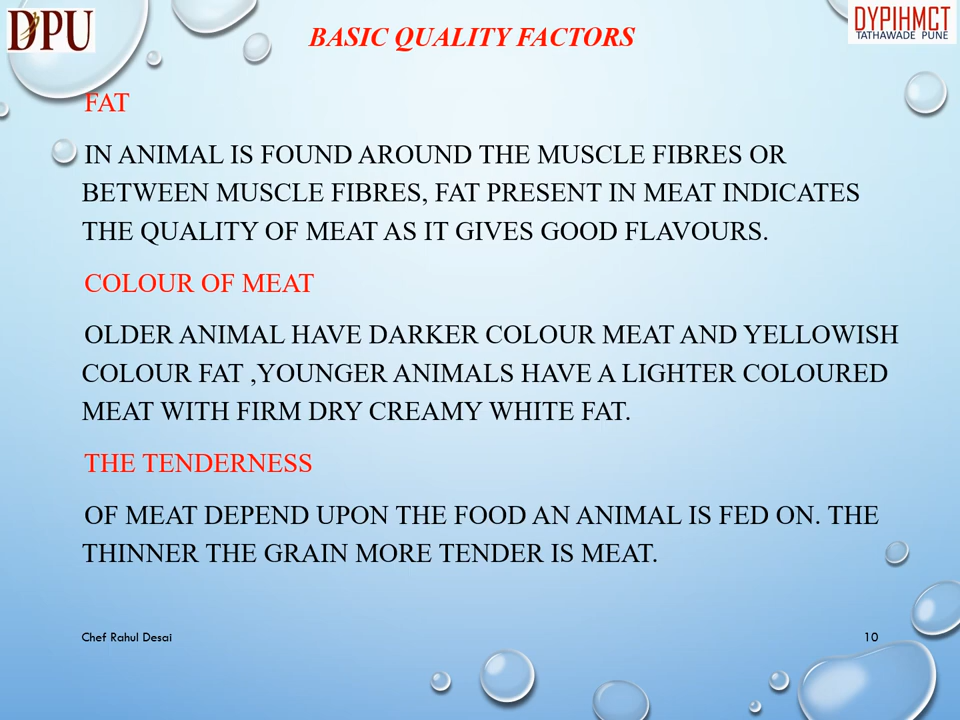 DPU
DYPIHMCT
TATHAWADE PUNE
BASIC QUALITY FACTORS
FAT
IN ANIMAL IS FOUND AROUND THE MUSCLE FIBRES OR
BETWEEN MUSCLE FIBRES, FAT PRESENT IN MEAT INDICATES
THE QUALITY OF MEAT AS IT GIVES GOOD FLAVOURS.
COLOUR OF MEAT
OLDER ANIMAL HAVE DARKER COLOUR MEAT AND YELLOWISH
COLOUR FAT ,YOUNGER ANIMALS HAVE A LIGHTER COLOURED
MEAT WITH FIRM DRY CREAMY WHITE FAT.
THE TENDERNESS
OF MEAT DEPEND UPON THE FOOD AN ANIMAL IS FED ON. THE
THINNER THE GRAIN MORE TENDER IS MEAT.
Chef Rahul Desai
10